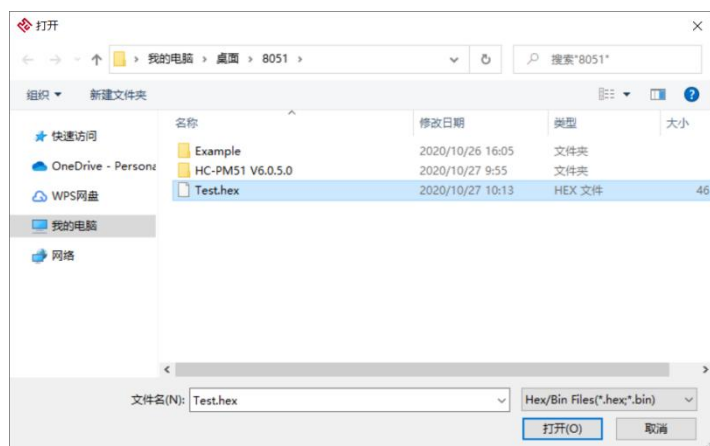 打开
我的电脑 › 桌面 › 8051 ›
搜索"8051"
组织
新建文件夹
快速访问
OneDrive - Persona
WPS网盘
我的电脑
网络
名称 修改日期 类型 大小
Example 2020/10/26 16:05 文件夹
HC-PM51 V6.0.5.0 2020/10/27 9:55 文件夹
Test.hex 2020/10/27 10:13 HEX 文件 46
文件名(N): Test.hex Hex/Bin Files(*.hex;*.bin)
打开(O) 取消